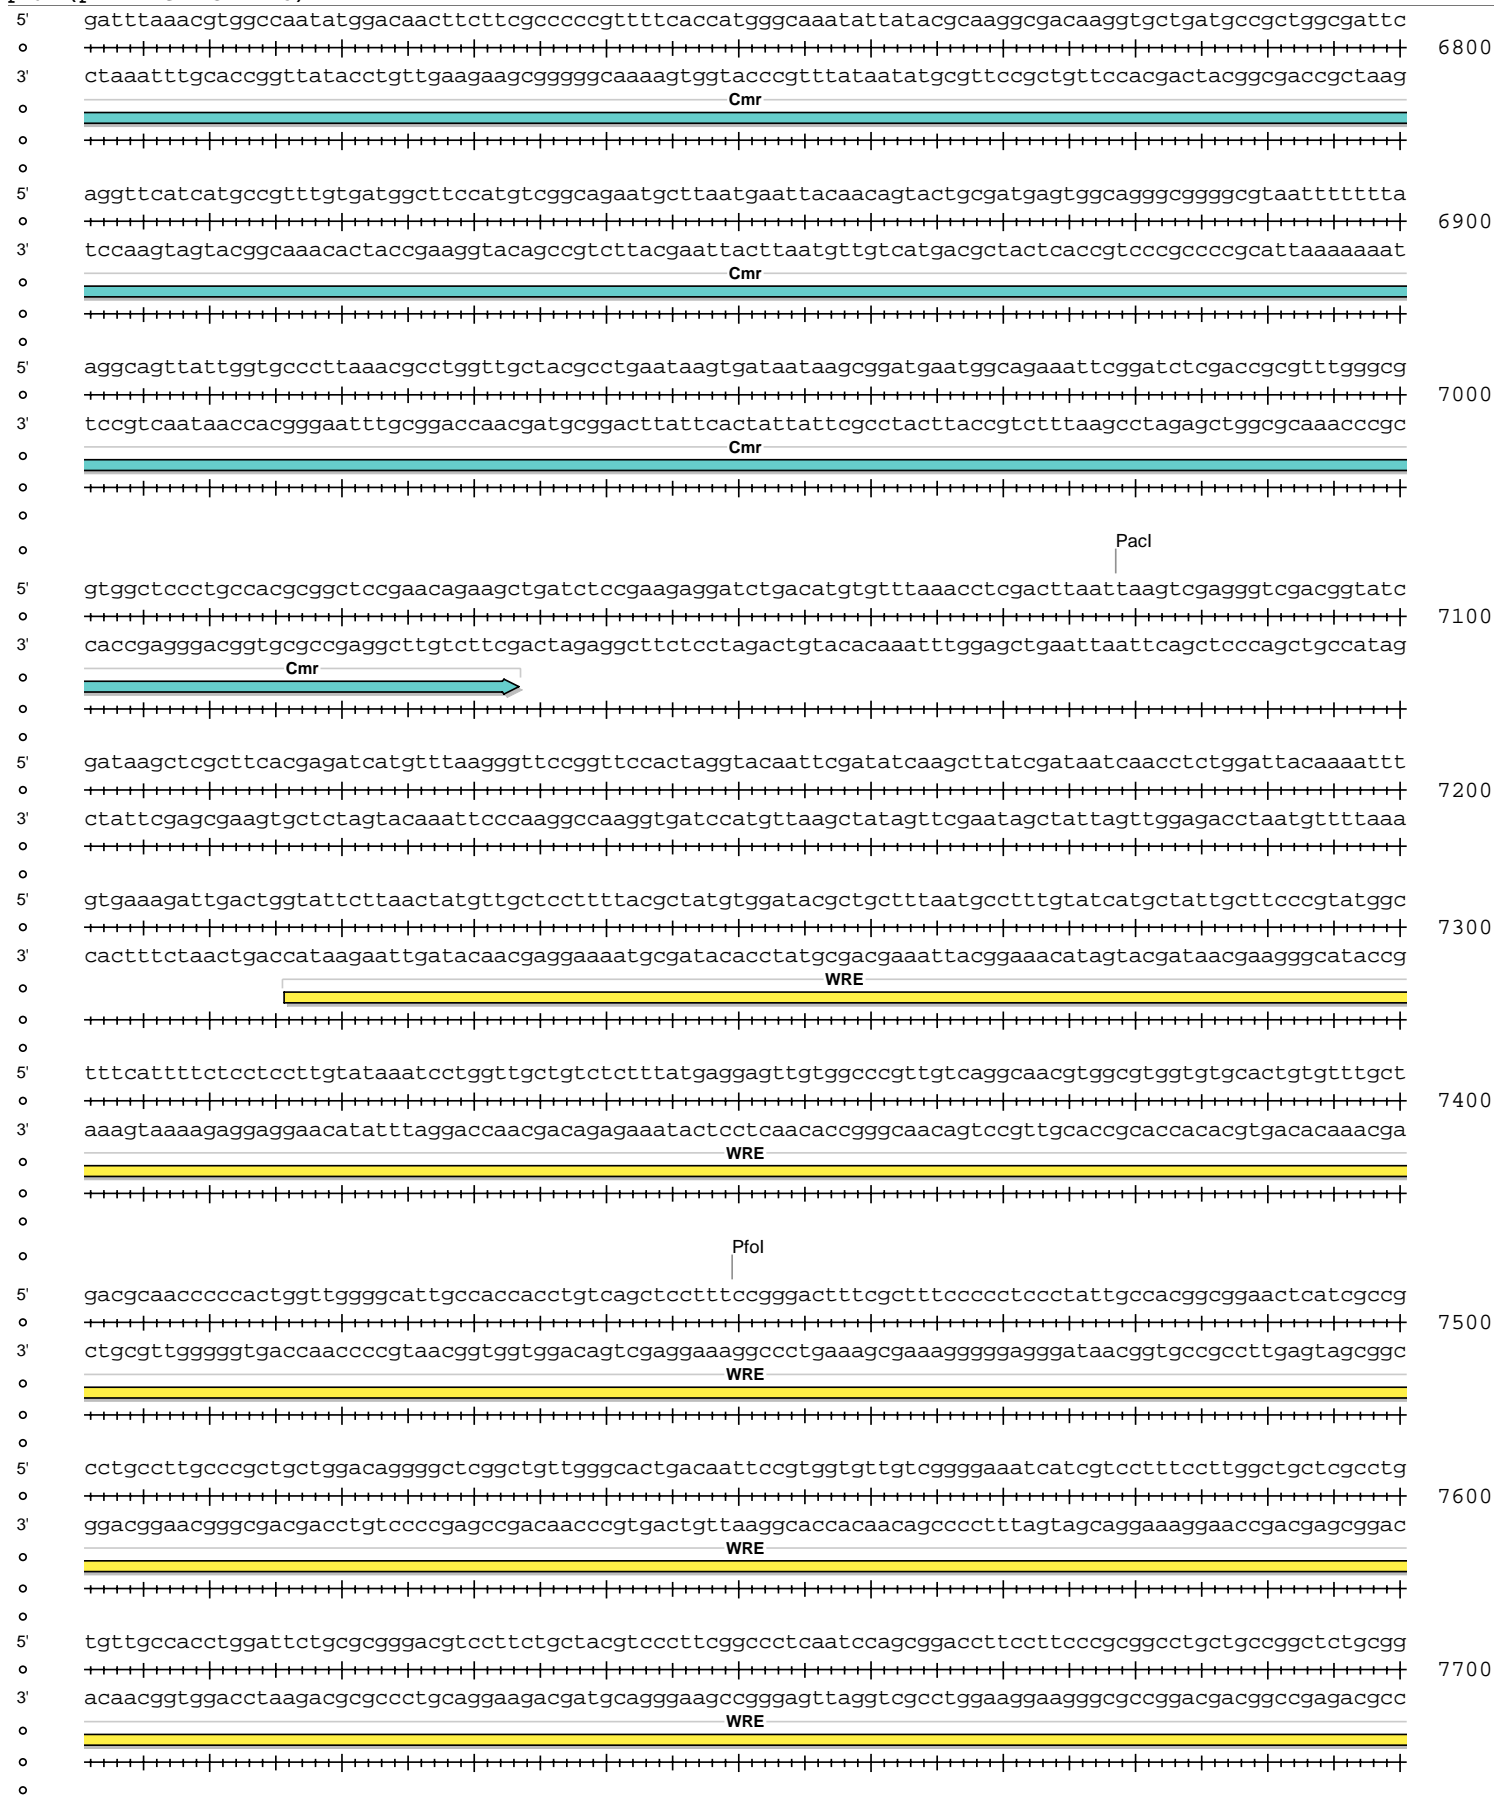 5' gatttaaacgtggccaatatggacaacttcttcgcccccgttttcaccatgggcaaatattatacgcaaggcgacaaggtgctgatgccgctggcgattc
6800
3' ctaaatttgcaccggttatacctgttgaagaagcgggggcaaaagtggtacccgtttataatatgcgttccgctgttccacgactacggcgaccgctaag
Cmr
5' aggttcatcatgccgtttgtgatggcttccatgtcggcagaatgcttaatgaattacaacagtactgcgatgagtggcagggcggggcgtaatttttttа
6900
3' tccaagtagtacggcaaacactaccgaaggtacagccgtcttacgaattacttaatgttgtcatgacgctactcaccgtcccgccccgcattaaaaaaat
Cmr
5' aggcagttattggtgcccttaaacgcctggttgctacgcctgaataagtgataataagcggatgaatggcagaaattcggatctcgaccgcgtttgggcg
7000
3' tccgtcaataaccacgggaatttgcggaccaacgatgcggacttattcactattattcgcctacttaccgtctttaagcctagagctggcgcaaacccgc
Cmr
PacI
5' gtggctccctgccacgcggctccgaacagaagctgatctccgaagaggatctgacatgtgtttaaacctcgacttaattaagtcgagggtcgacggtatc
7100
3' caccgagggacggtgcgccgaggcttgtcttcgactagaggcttctcctagactgtacacaaatttggagctgaattaattcagctcccagctgccatag
Cmr
5' gataagctcgcttcacgagatcatgtttaagggttccggttccactaggtacaattcgatatcaagcttatcgataatcaacctctggattacaaaattt
7200
3' ctattcgagcgaagtgctctagtacaaattcccaaggccaaggtgatccatgttaagctatagttcgaatagctattagttggagacctaatgttttaaa
5' gtgaaagattgactggtattcttaactatgttgctccttttacgctatgtggatacgctgctttaatgcctttgtatcatgctattgcttcccgtatggc
7300
3' cactttctaactgaccataagaattgatacaacgaggaaaatgcgatacacctatgcgacgaaattacggaaacatagtacgataacgaagggcataccg
WRE
5' tttcattttctcctccttgtataaatcctggttgctgtctctttatgaggagttgtggcccgttgtcaggcaacgtggcgtggtgtgcactgtgtttgct
7400
3' aaagtaaaagaggaggaacatatttaggaccaacgacagagaaatactcctcaacaccgggcaacagtccgttgcaccgcaccacacgtgacacaaacga
WRE
PfoI
5' gacgcaacccccactggttggggcattgccaccacctgtcagctcctttccgggactttcgctttccccctccctattgccacggcggaactcatcgccg
7500
3' ctgcgttgggggtgaccaaccccgtaacggtggtggacagtcgaggaaaggccctgaaagcgaaagggggagggataacggtgccgccttgagtagcggc
WRE
5' cctgccttgcccgctgctggacaggggctcggctgttgggcactgacaattccgtggtgttgtcggggaaatcatcgtcctttccttggctgctcgcctg
7600
3' ggacggaacgggcgacgacctgtccccgagccgacaacccgtgactgttaaggcaccacaacagcccctttagtagcaggaaaggaaccgacgagcggac
WRE
5' tgttgccacctggattctgcgcgggacgtccttctgctacgtcccttcggccctcaatccagcggaccttccttcccgcggcctgctgccggctctgcgg
7700
3' acaacggtggacctaagacgcgccctgcaggaagacgatgcagggaagccgggagttaggtcgcctggaaggaagggcgccggacgacggccgagacgcc
WRE